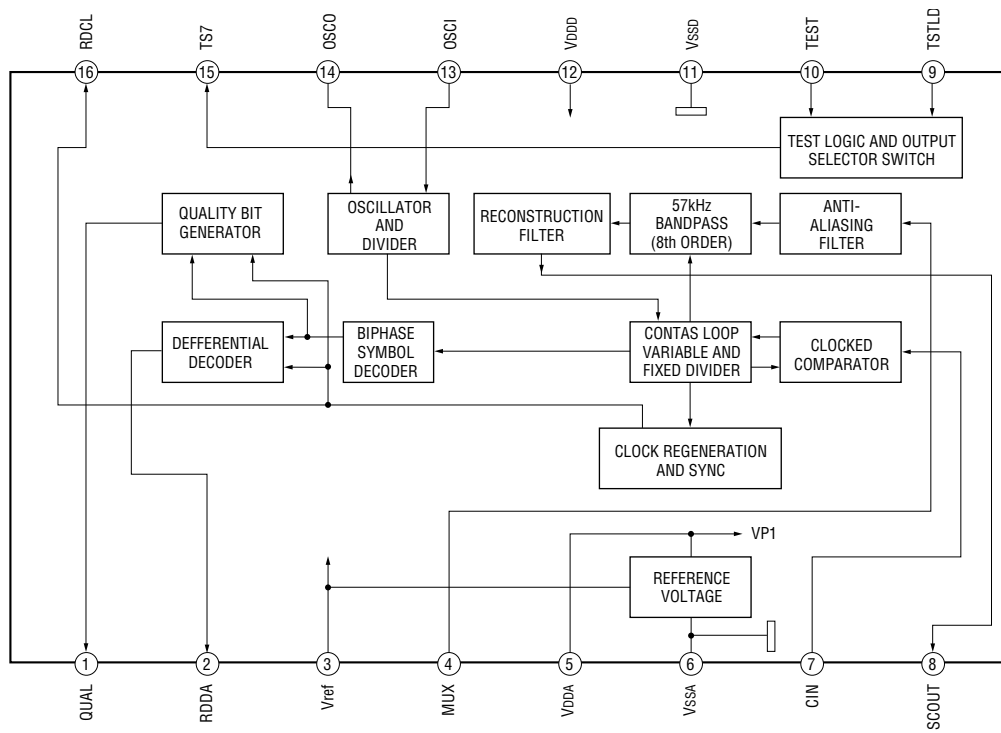 RDCL
TS7
OSCO
OSCI
VDDD
VSSD
TEST
TSTLD
16
15
14
13
12
11
10
9
TEST LOGIC AND OUTPUT
SELECTOR SWITCH
QUALITY BIT
GENERATOR
OSCILLATOR
AND
DIVIDER
RECONSTRUCTION
FILTER
57kHz
BANDPASS
(8th ORDER)
ANTI-
ALIASING
FILTER
DEFFERENTIAL
DECODER
BIPHASE
SYMBOL
DECODER
CONTAS LOOP
VARIABLE AND
FIXED DIVIDER
CLOCKED
COMPARATOR
CLOCK REGENERATION
AND SYNC
VP1
REFERENCE
VOLTAGE
1
2
3
4
5
6
7
8
QUAL
RDDA
Vref
MUX
VDDA
VSSA
CIN
SCOUT